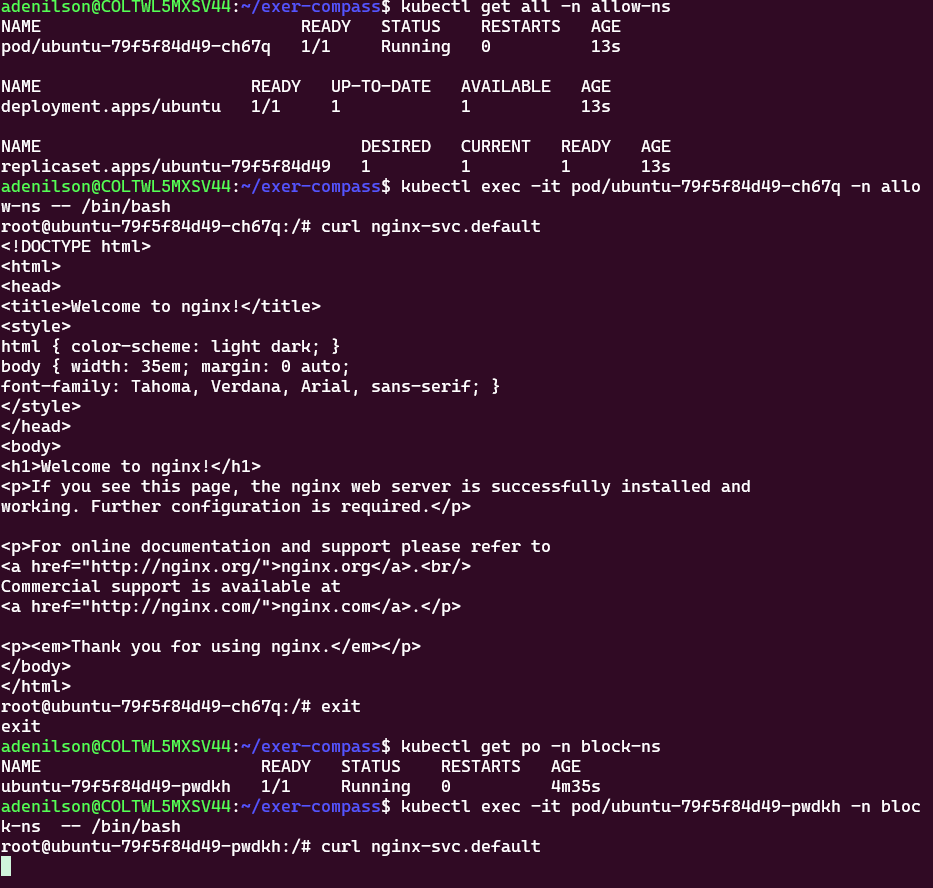 adenilson@COLTWL5MXSV44:~/exer-compass$ kubectl get all -n allow-ns
NAME                          READY   STATUS    RESTARTS   AGE
pod/ubuntu-79f5f84d49-ch67q   1/1     Running   0          13s

NAME                     READY   UP-TO-DATE   AVAILABLE   AGE
deployment.apps/ubuntu   1/1     1            1           13s

NAME                                DESIRED   CURRENT   READY   AGE
replicaset.apps/ubuntu-79f5f84d49   1         1         1       13s
adenilson@COLTWL5MXSV44:~/exer-compass$ kubectl exec -it pod/ubuntu-79f5f84d49-ch67q -n allo
w-ns -- /bin/bash
root@ubuntu-79f5f84d49-ch67q:/# curl nginx-svc.default
<!DOCTYPE html>
<html>
<head>
<title>Welcome to nginx!</title>
<style>
html { color-scheme: light dark; }
body { width: 35em; margin: 0 auto;
font-family: Tahoma, Verdana, Arial, sans-serif; }
</style>
</head>
<body>
<h1>Welcome to nginx!</h1>
<p>If you see this page, the nginx web server is successfully installed and
working. Further configuration is required.</p>

<p>For online documentation and support please refer to
<a href="http://nginx.org/">nginx.org</a>.<br/>
Commercial support is available at
<a href="http://nginx.com/">nginx.com</a>.</p>

<p><em>Thank you for using nginx.</em></p>
</body>
</html>
root@ubuntu-79f5f84d49-ch67q:/# exit
exit
adenilson@COLTWL5MXSV44:~/exer-compass$ kubectl get po -n block-ns
NAME                      READY   STATUS    RESTARTS   AGE
ubuntu-79f5f84d49-pwdkh   1/1     Running   0          4m35s
adenilson@COLTWL5MXSV44:~/exer-compass$ kubectl exec -it pod/ubuntu-79f5f84d49-pwdkh -n bloc
k-ns  -- /bin/bash
root@ubuntu-79f5f84d49-pwdkh:/# curl nginx-svc.default